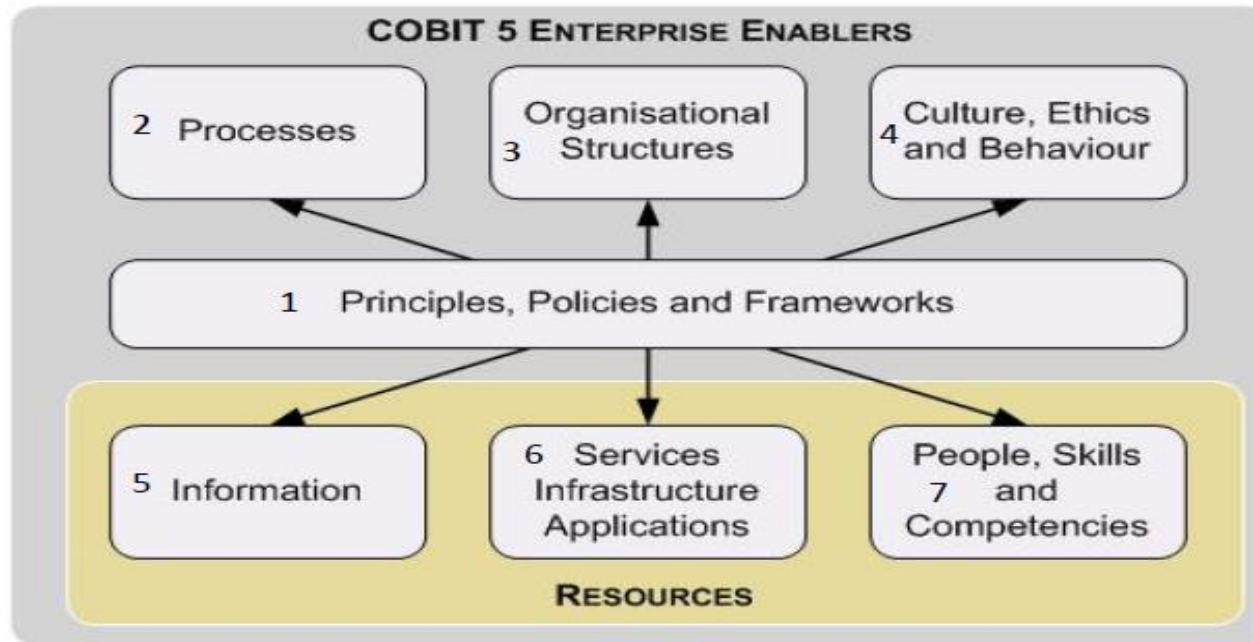 COBIT 5 ENTERPRISE ENABLERS
2 Processes
Organisational
3 Structures
Culture, Ethics
4 and Behaviour
1 Principles, Policies and Frameworks
5 Information
6 Services
Infrastructure
Applications
People, Skills
7 and
Competencies
RESOURCES